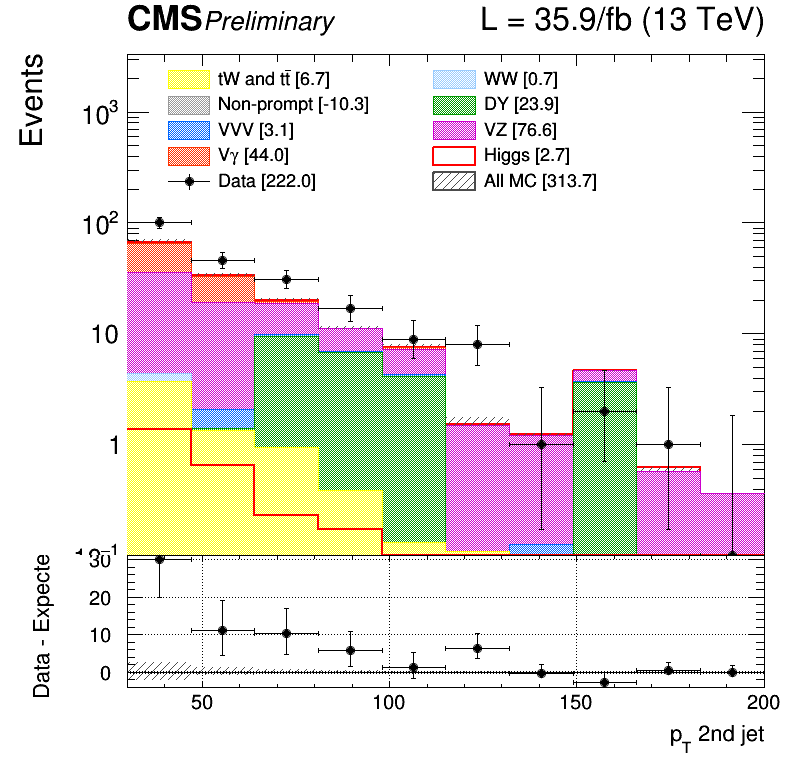 CMS Preliminary L = 35.9/fb (13 TeV)
Events
tW and tt̄ [6.7] WW [0.7]
Non-prompt [-10.3] DY [23.9]
VVV [3.1] VZ [76.6]
Vγ [44.0] Higgs [2.7]
Data [222.0] All MC [313.7]
10³
10²
10
1
30
20
10
0
Data - Expecte
50 100 150 200
p_T 2nd jet